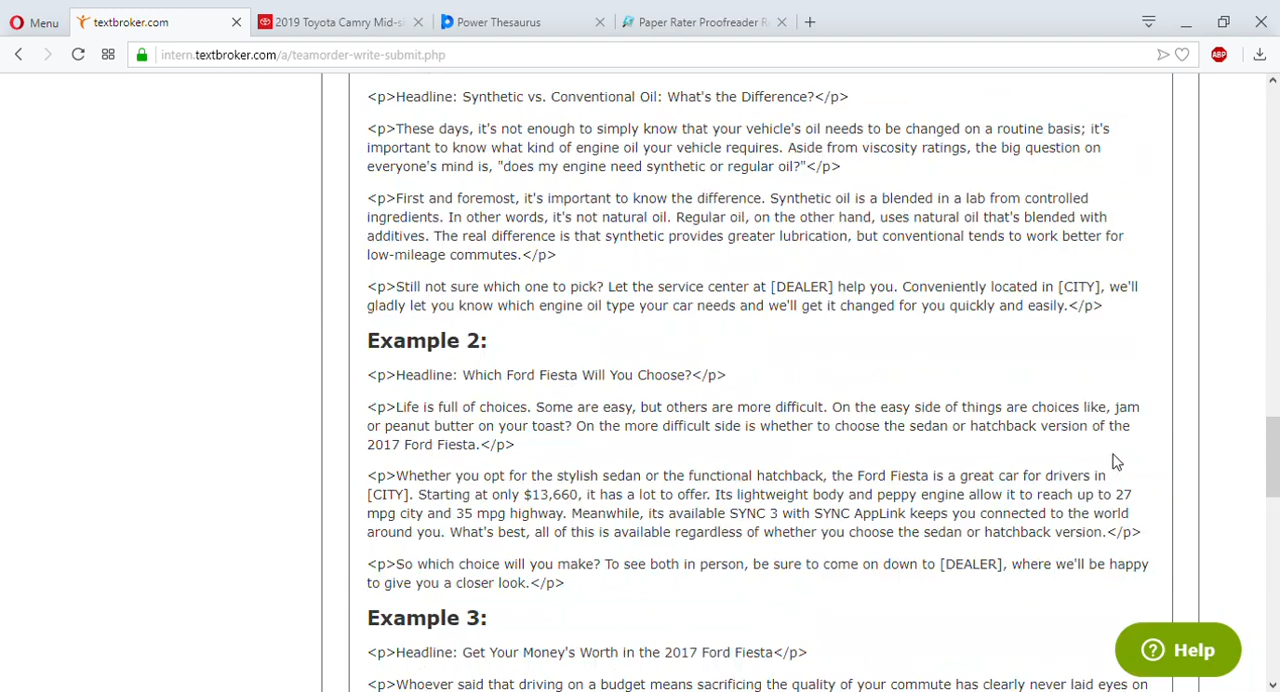 Menu
textbroker.com
2019 Toyota Camry Mid-si
Power Thesaurus
Paper Rater Proofreader R
intern.textbroker.com/a/teamorder-write-submit.php
ABP
<p>Headline: Synthetic vs. Conventional Oil: What's the Difference?</p>
<p>These days, it's not enough to simply know that your vehicle's oil needs to be changed on a routine basis; it's
important to know what kind of engine oil your vehicle requires. Aside from viscosity ratings, the big question on
everyone's mind is, "does my engine need synthetic or regular oil?"</p>
<p>First and foremost, it's important to know the difference. Synthetic oil is a blended in a lab from controlled
ingredients. In other words, it's not natural oil. Regular oil, on the other hand, uses natural oil that's blended with
additives. The real difference is that synthetic provides greater lubrication, but conventional tends to work better for
low-mileage commutes.</p>
<p>Still not sure which one to pick? Let the service center at [DEALER] help you. Conveniently located in [CITY], we'll
gladly let you know which engine oil type your car needs and we'll get it changed for you quickly and easily.</p>
Example 2:
<p>Headline: Which Ford Fiesta Will You Choose?</p>
<p>Life is full of choices. Some are easy, but others are more difficult. On the easy side of things are choices like, jam
or peanut butter on your toast? On the more difficult side is whether to choose the sedan or hatchback version of the
2017 Ford Fiesta.</p>
<p>Whether you opt for the stylish sedan or the functional hatchback, the Ford Fiesta is a great car for drivers in
[CITY]. Starting at only $13,660, it has a lot to offer. Its lightweight body and peppy engine allow it to reach up to 27
mpg city and 35 mpg highway. Meanwhile, its available SYNC 3 with SYNC AppLink keeps you connected to the world
around you. What's best, all of this is available regardless of whether you choose the sedan or hatchback version.</p>
<p>So which choice will you make? To see both in person, be sure to come on down to [DEALER], where we'll be happy
to give you a closer look.</p>
Example 3:
<p>Headline: Get Your Money's Worth in the 2017 Ford Fiesta</p>
<p>Whoever said that driving on a budget means sacrificing the quality of your commute has clearly never laid eyes on
Help